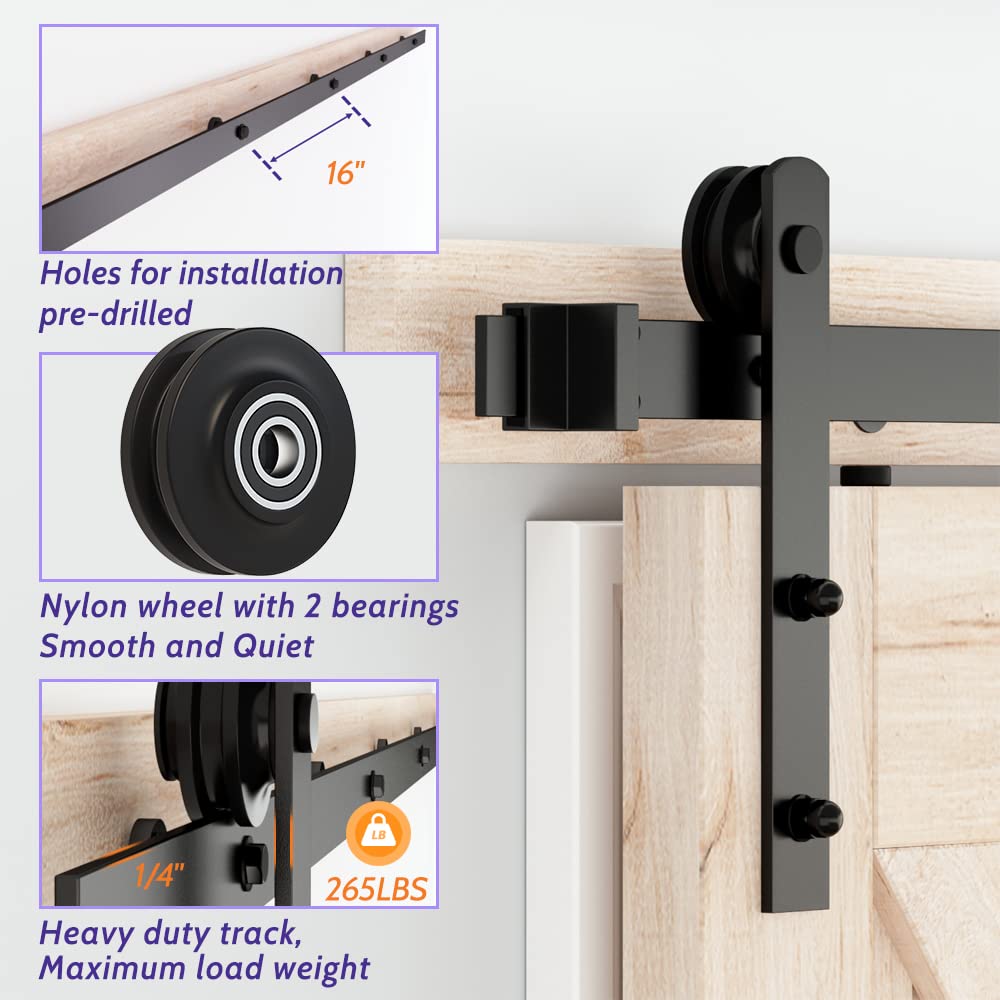 16"
Holes for installation
pre-drilled
Nylon wheel with 2 bearings
Smooth and Quiet
1/4"
LB
265LBS
Heavy duty track,
Maximum load weight